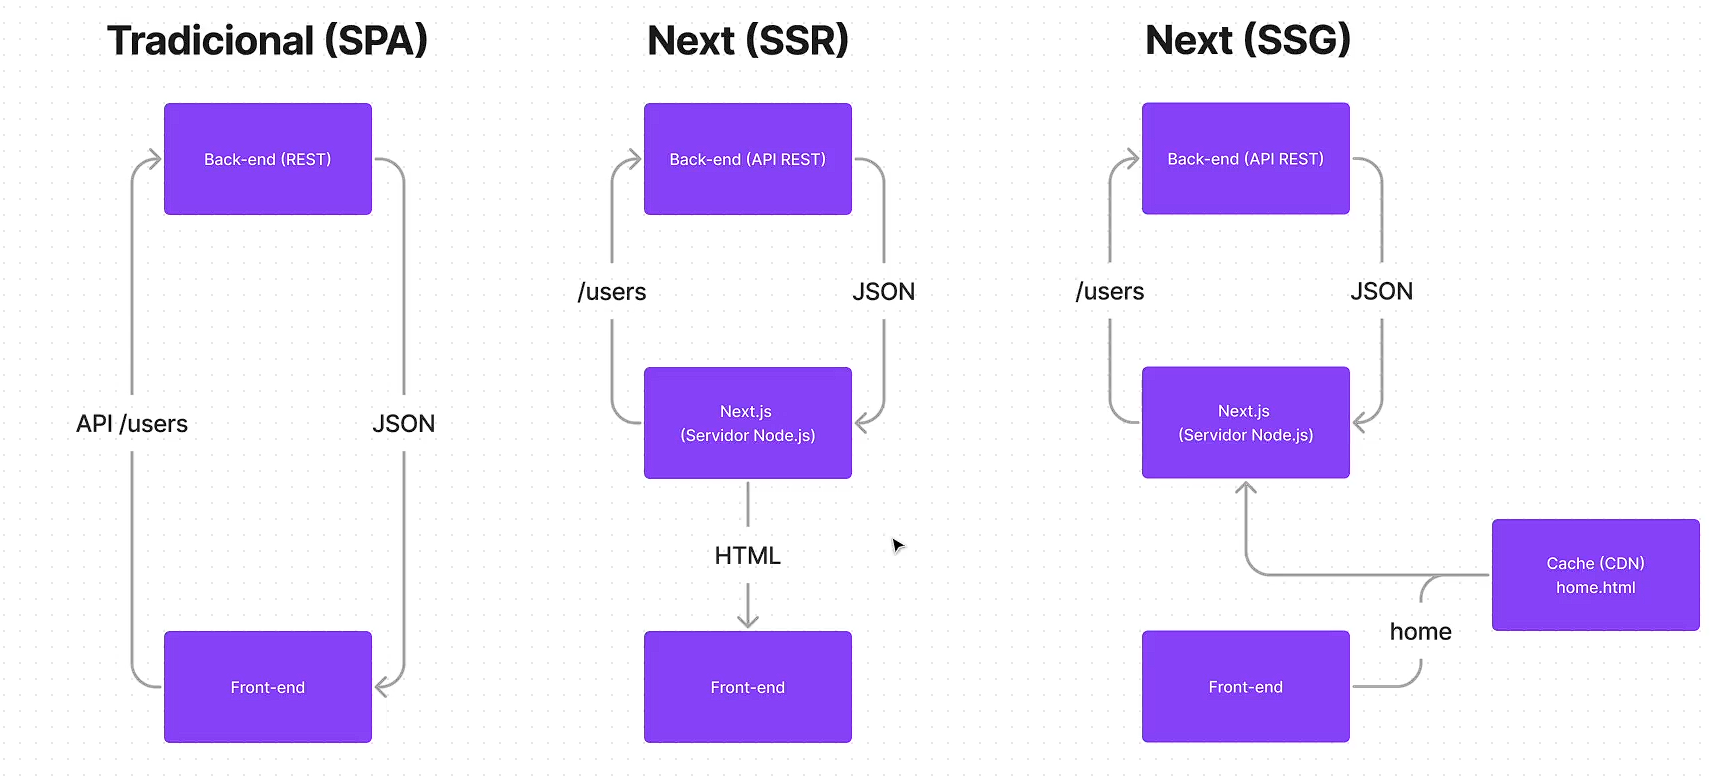 Tradicional (SPA)
Back-end (REST)
API /users
JSON
Front-end
Next (SSR)
Back-end (API REST)
/users
JSON
Next.js
(Servidor Node.js)
HTML
Front-end
Next (SSG)
Back-end (API REST)
/users
JSON
Next.js
(Servidor Node.js)
Cache (CDN)
home.html
home
Front-end